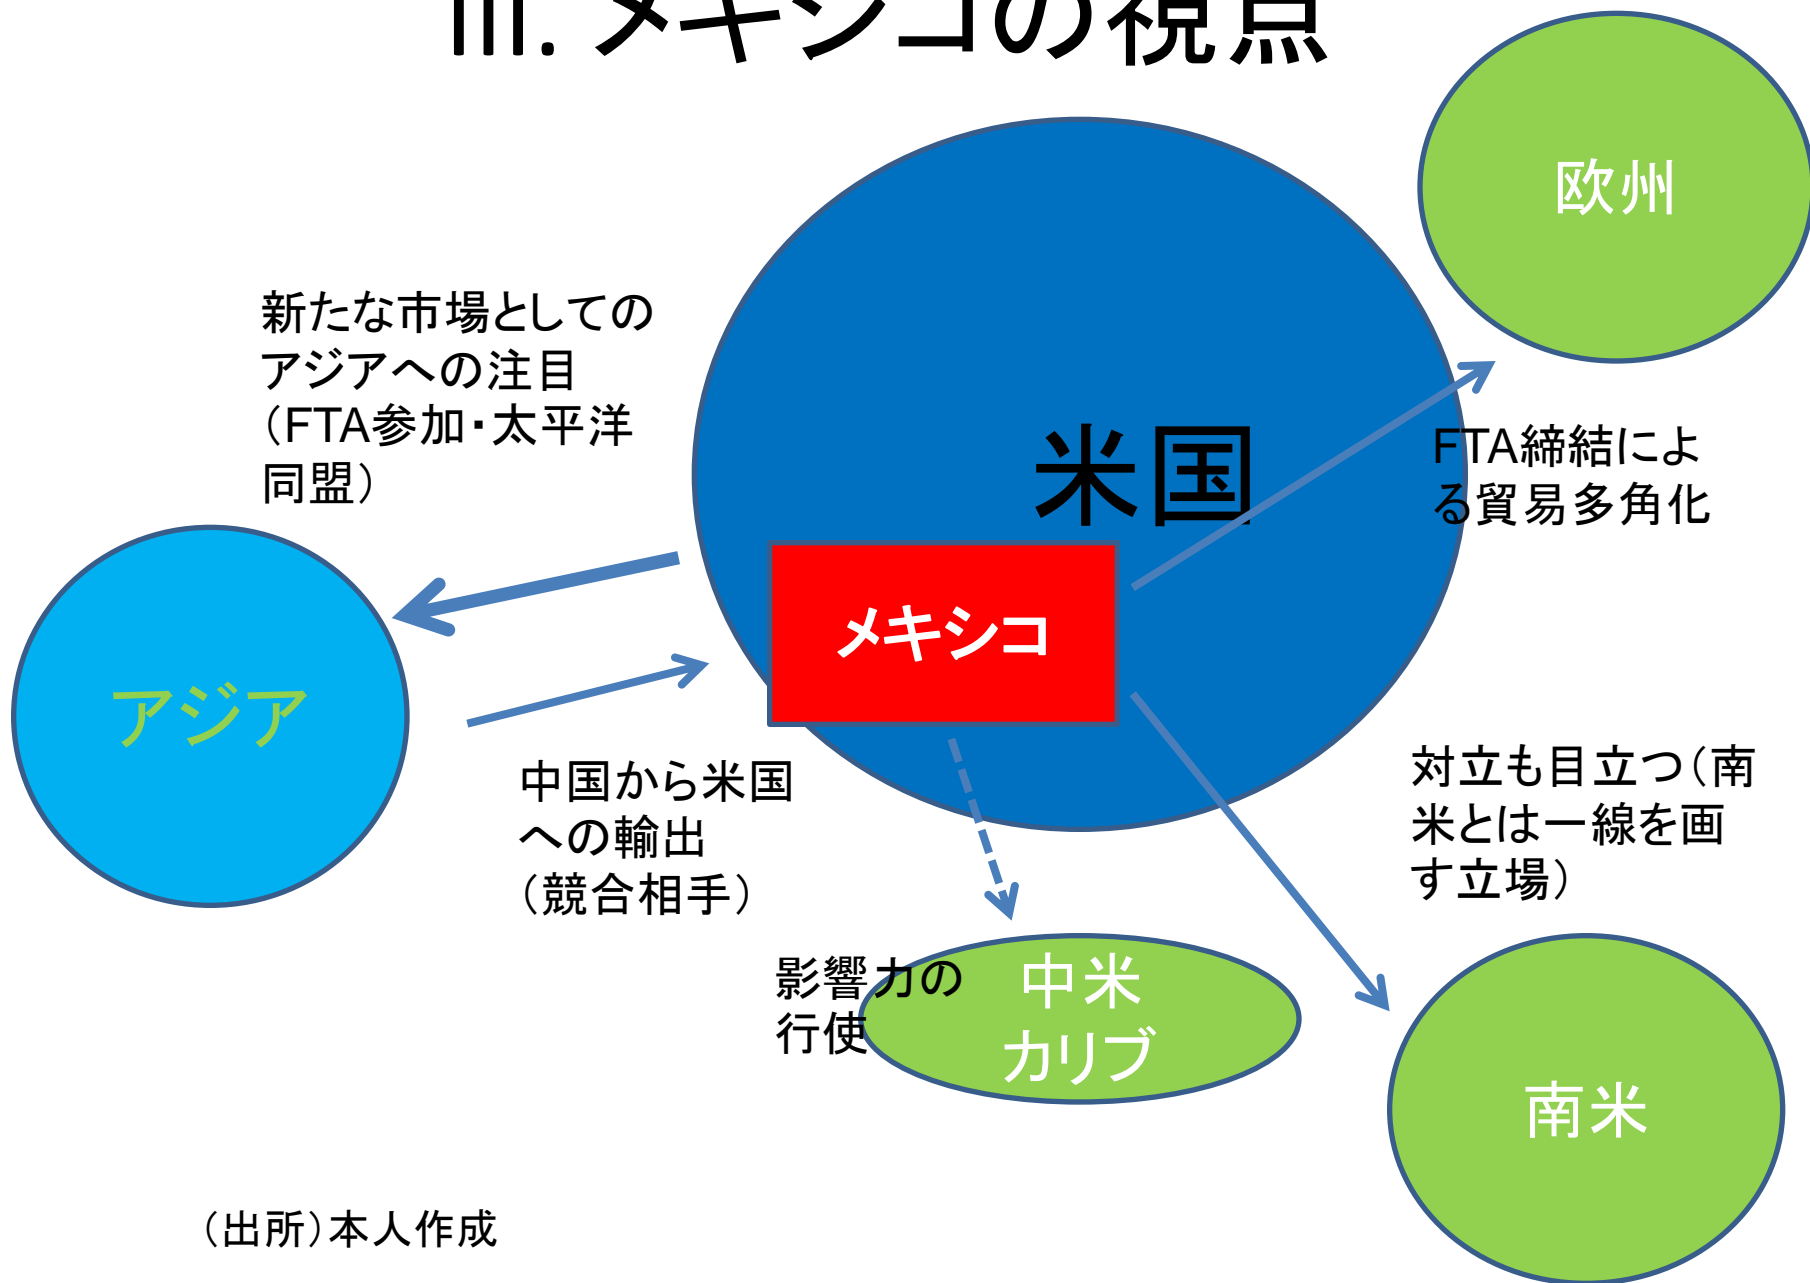 III. メキシコの視点
欧州
新たな市場としての
アジアへの注目
（FTA参加・太平洋
同盟）
米国
FTA締結によ
る貿易多角化
メキシコ
アジア
中国から米国
への輸出
（競合相手）
対立も目立つ（南
米とは一線を画
す立場）
影響力の
行使
中米
カリブ
南米
（出所）本人作成